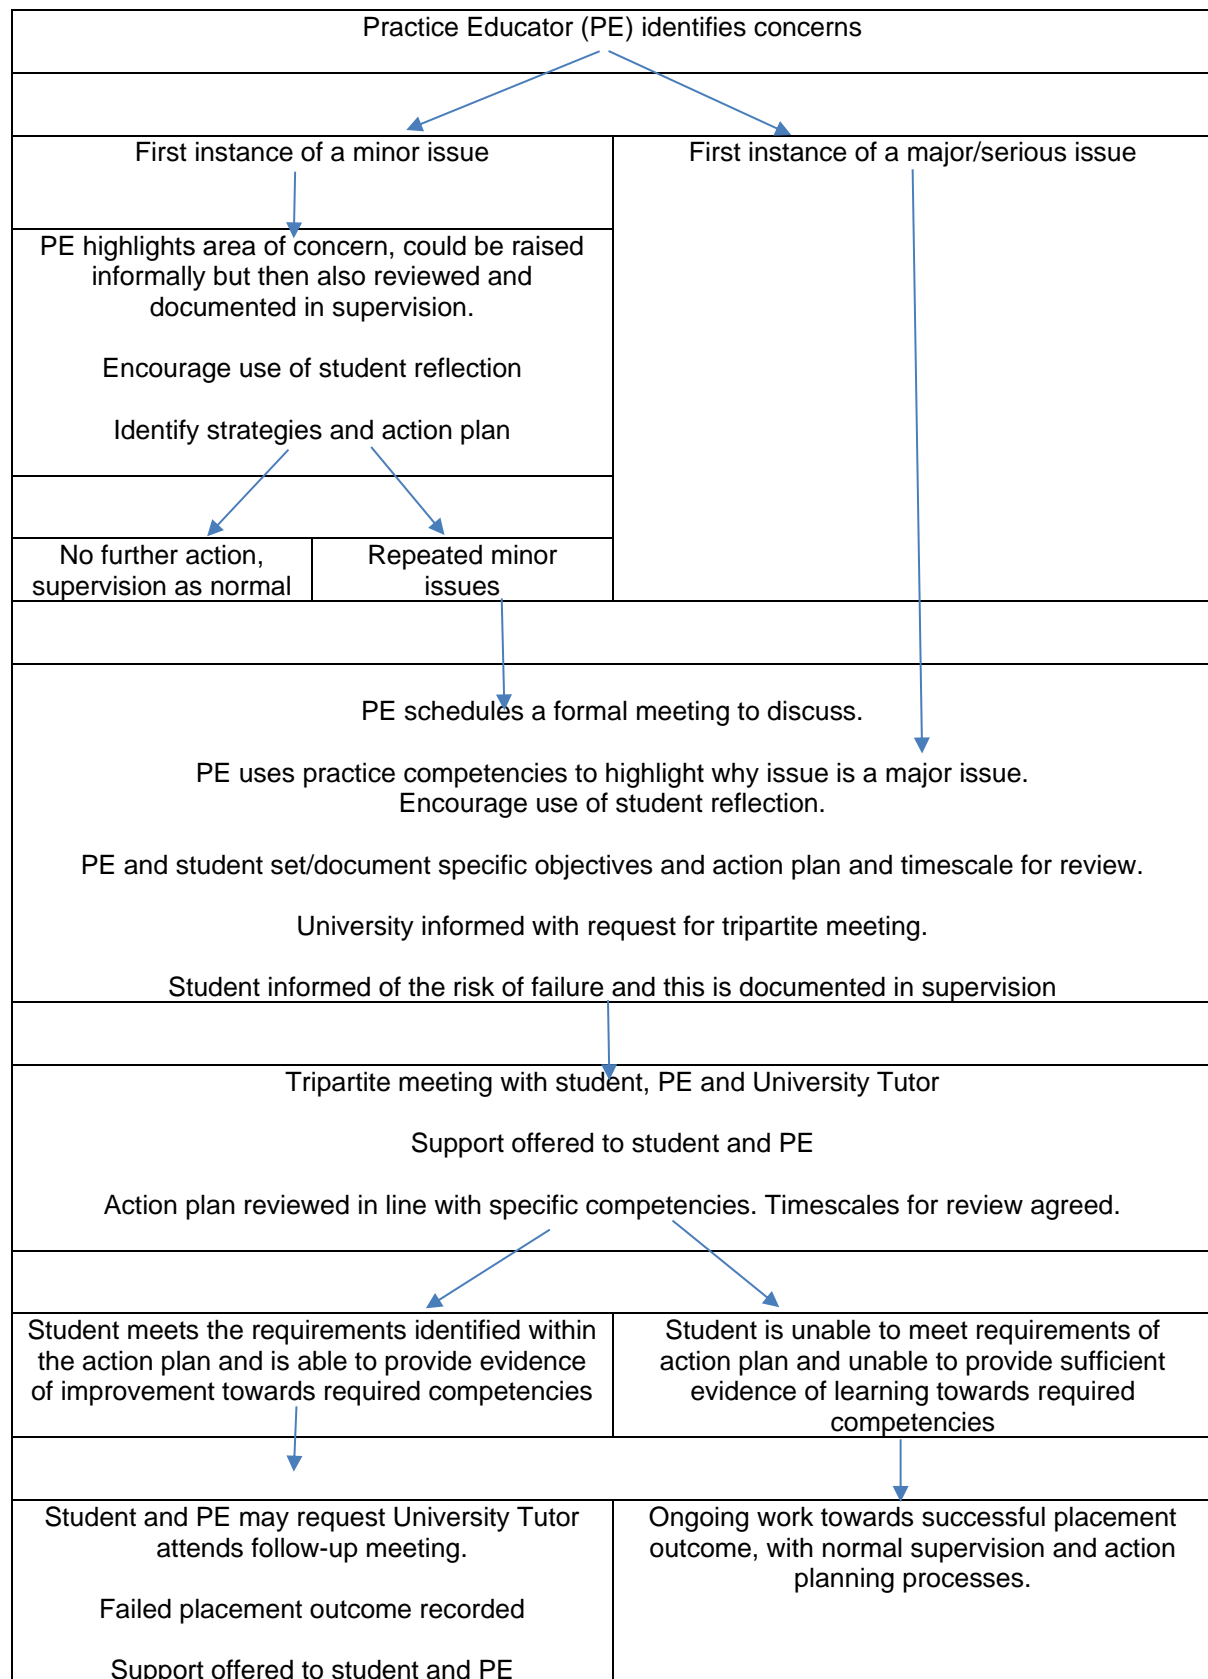 Practice Educator (PE) identifies concerns
First instance of a minor issue
First instance of a major/serious issue
PE highlights area of concern, could be raised
informally but then also reviewed and
documented in supervision.
Encourage use of student reflection
Identify strategies and action plan
No further action,
supervision as normal
Repeated minor
issues
PE schedules a formal meeting to discuss.
PE uses practice competencies to highlight why issue is a major issue.
Encourage use of student reflection.
PE and student set/document specific objectives and action plan and timescale for review.
University informed with request for tripartite meeting.
Student informed of the risk of failure and this is documented in supervision
Tripartite meeting with student, PE and University Tutor
Support offered to student and PE
Action plan reviewed in line with specific competencies. Timescales for review agreed.
Student meets the requirements identified within
the action plan and is able to provide evidence
of improvement towards required competencies
Student is unable to meet requirements of
action plan and unable to provide sufficient
evidence of learning towards required
competencies
Student and PE may request University Tutor
attends follow-up meeting.
Failed placement outcome recorded
Support offered to student and PE
Ongoing work towards successful placement
outcome, with normal supervision and action
planning processes.